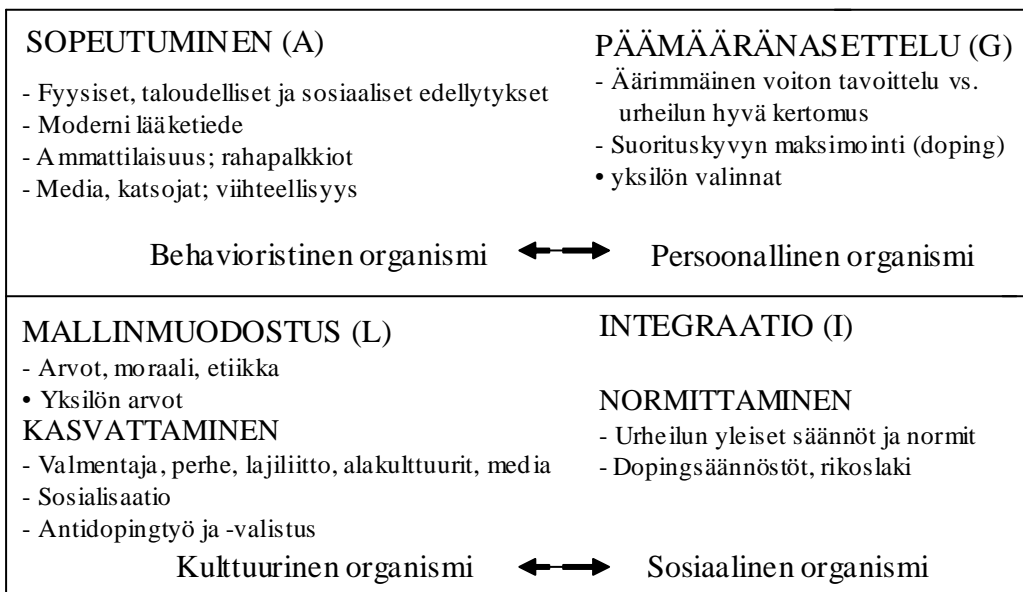 SOPEUTUMINEN (A)
- Fyysiset, taloudelliset ja sosiaaliset edellytykset
- Moderni lääketiede
- Ammattilaisuus; rahapalkkiot
- Media, katsojat; viihteellisyys
Behavioristinen organismi
PÄÄMÄÄRÄNASETTELU (G)
- Äärimmäinen voiton tavoittelu vs.
urheilun hyvä kertomus
- Suorituskyvyn maksimointi (doping)
• yksilön valinnat
Persoonallinen organismi
MALLINMUODOSTUS (L)
- Arvot, moraali, etiikka
• Yksilön arvot
KASVATTAMINEN
- Valmentaja, perhe, lajiliitto, alakulttuurit, media
- Sosialisaatio
- Antidopingtyö ja -valistus
Kulttuurinen organismi
INTEGRAATIO (I)
NORMITTAMINEN
- Urheilun yleiset säännöt ja normit
- Dopingsäännöstöt, rikoslaki
Sosiaalinen organismi